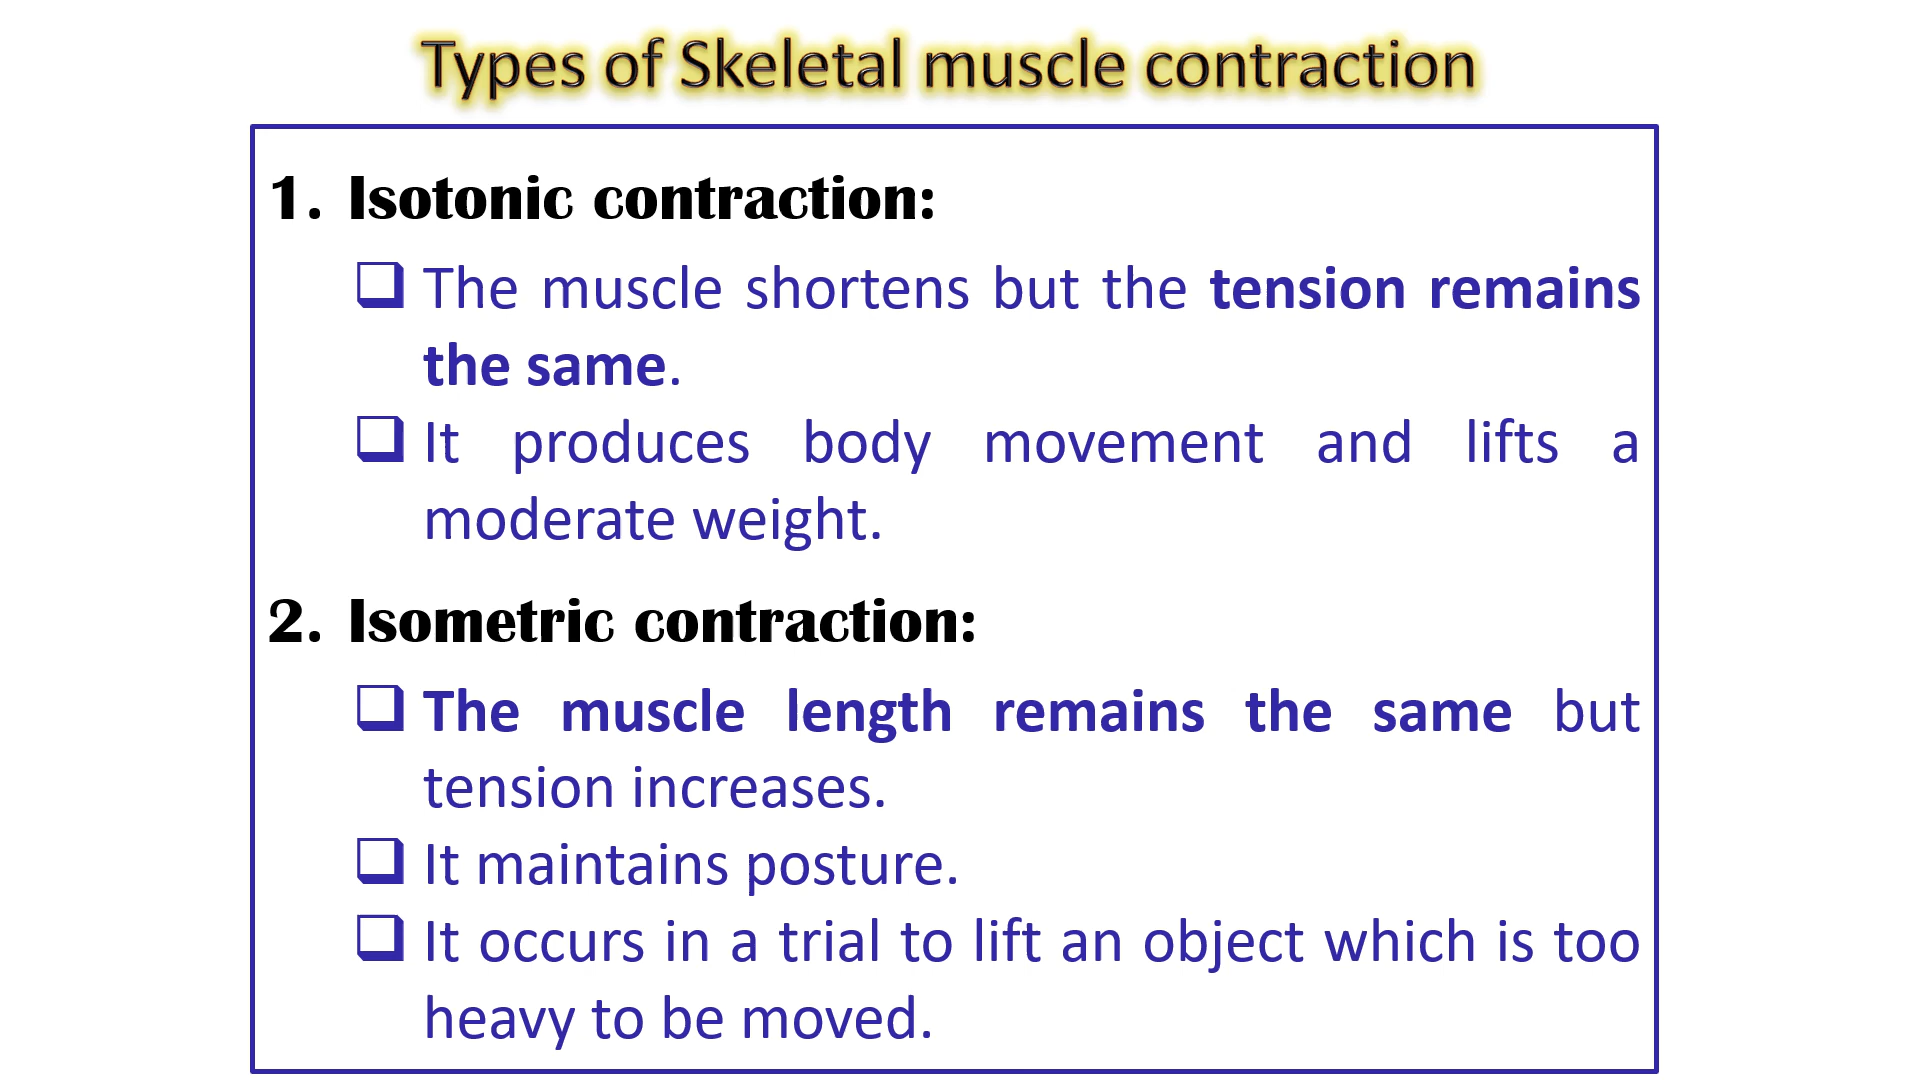 Types of Skeletal muscle contraction
1. Isotonic contraction:
❑ The muscle shortens but the tension remains
the same.
❑ It produces body movement and lifts a
moderate weight.
2. Isometric contraction:
❑ The muscle length remains the same but
tension increases.
❑ It maintains posture.
❑ It occurs in a trial to lift an object which is too
heavy to be moved.